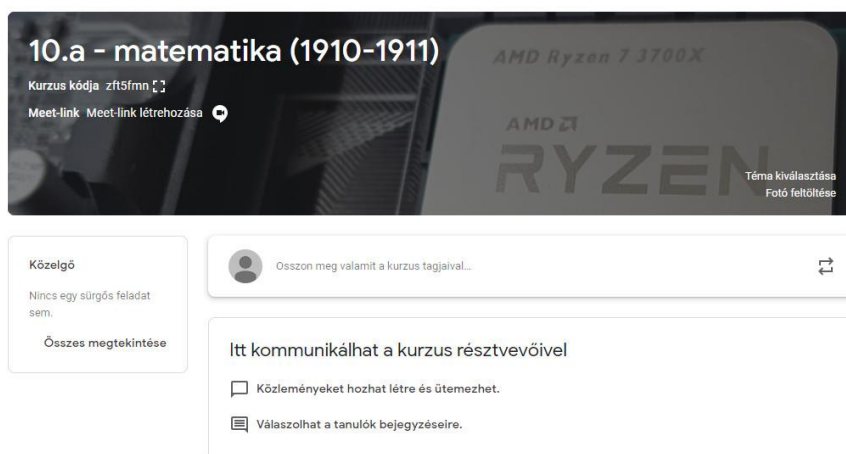 10.a - matematika (1910-1911)
Kurzus kódja zft5fmn
Meet-link Meet-link létrehozása
AMD Ryzen 7 3700X
AMD
RYZEN
Téma kiválasztása
Fotó feltöltése
Közelgő
Nincs egy sürgős feladat
sem.
Összes megtekintése
Osszon meg valamit a kurzus tagjaival...
Itt kommunikálhat a kurzus résztvevőivel
Közleményeket hozhat létre és ütemezhet.
Válaszolhat a tanulók bejegyzéseire.